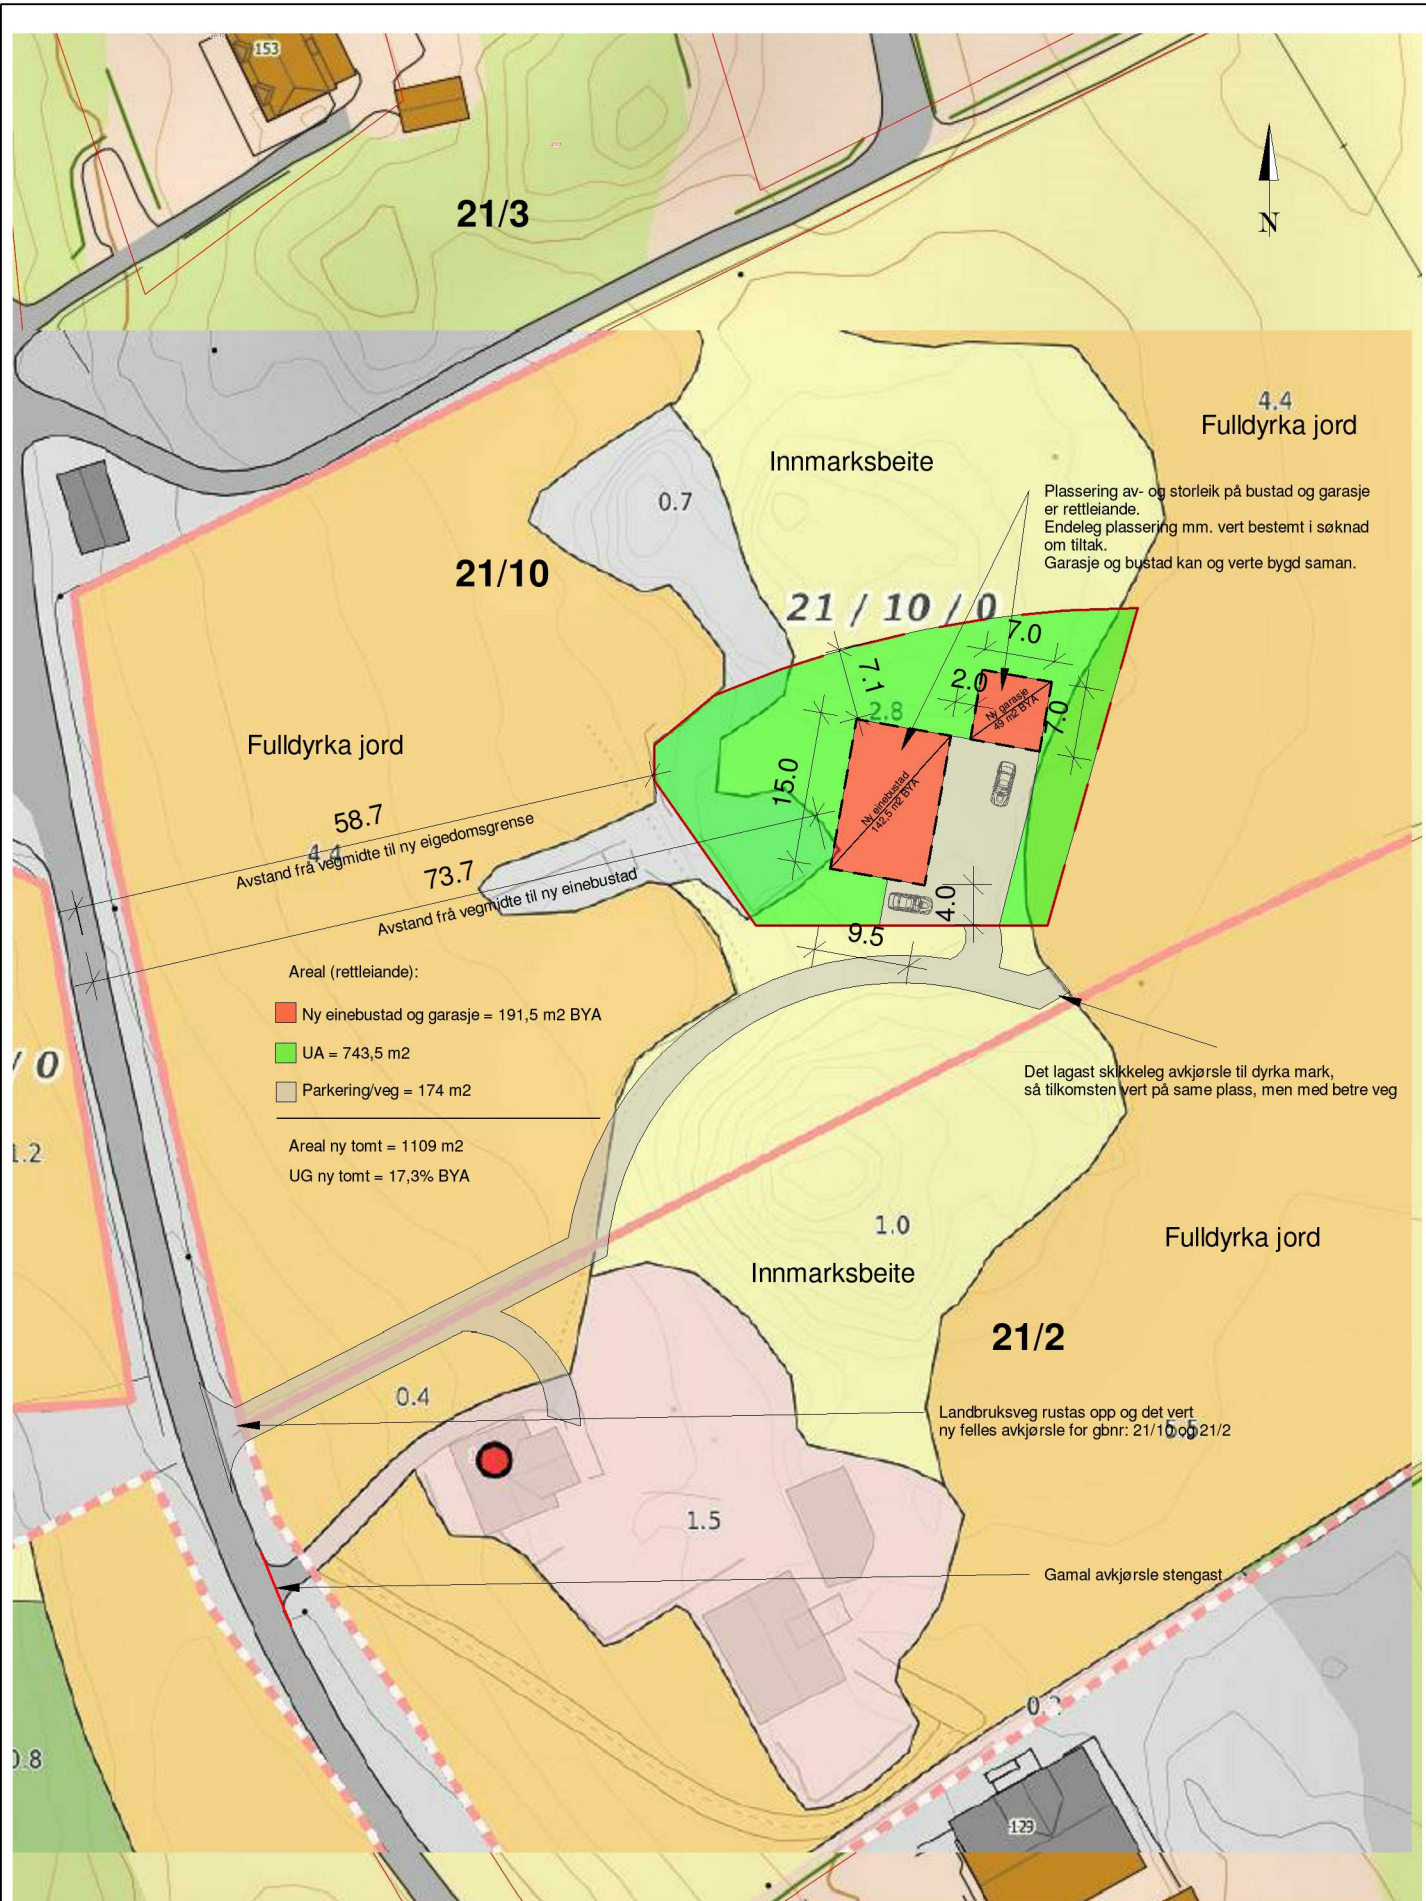 153
21/3
N
4.4
Fulldyrka jord
Innmarksbeite
0.7
Plassering av- og storleik på bustad og garasje
er rettleiande.
Endeleg plassering mm. vert bestemt i søknad
om tiltak.
Garasje og bustad kan og verte bygd saman.
21/10
21 / 10 / 0
7.0
7.1
2.0
2.8
Ny garasje
49 m2 BYA
7.0
Fulldyrka jord
15.0
Ny einebustad
142,5 m2 BYA
58.7
4.4
Avstand frå vegmidte til ny eigedomsgrense
73.7
Avstand frå vegmidte til ny einebustad
4.0
9.5
Areal (rettleiande):
Ny einebustad og garasje = 191,5 m2 BYA
UA = 743,5 m2
Parkering/veg = 174 m2
Areal ny tomt = 1109 m2
UG ny tomt = 17,3% BYA
/ 0
1.2
Det lagast skikkeleg avkjørsle til dyrka mark,
så tilkomsten vert på same plass, men med betre veg
1.0
Fulldyrka jord
Innmarksbeite
21/2
0.4
Landbruksveg rustas opp og det vert
ny felles avkjørsle for gbnr: 21/10 og 21/2
5.5
1.5
Gamal avkjørsle stengast
0.8
129